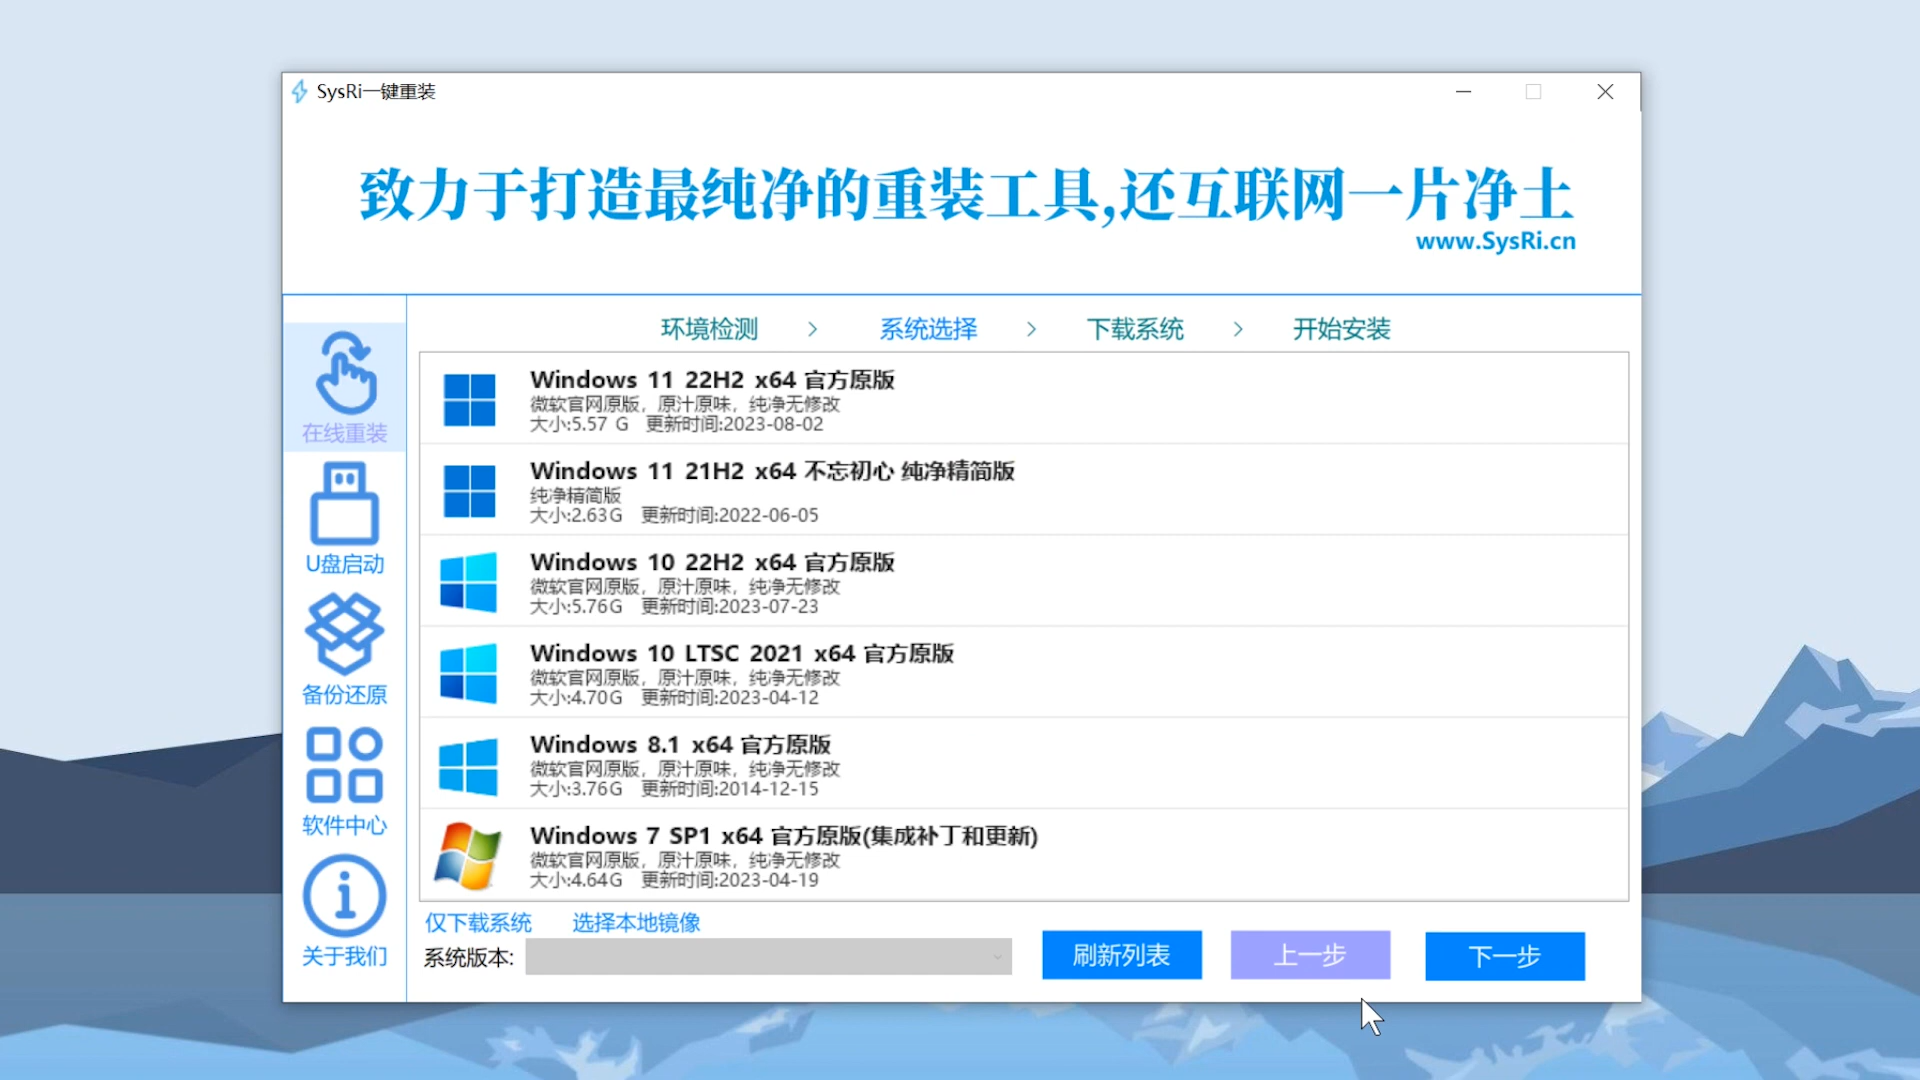 SysRi一键重装
致力于打造最纯净的重装工具,还互联网一片净土
www.SysRi.cn
在线重装
U盘启动
备份还原
软件中心
关于我们
环境检测 > 系统选择 > 下载系统 > 开始安装
Windows 11 22H2 x64 官方原版
微软官网原版，原汁原味，纯净无修改
大小:5.57 G 更新时间:2023-08-02
Windows 11 21H2 x64 不忘初心 纯净精简版
纯净精简版
大小:2.63G 更新时间:2022-06-05
Windows 10 22H2 x64 官方原版
微软官网原版，原汁原味，纯净无修改
大小:5.76G 更新时间:2023-07-23
Windows 10 LTSC 2021 x64 官方原版
微软官网原版，原汁原味，纯净无修改
大小:4.70G 更新时间:2023-04-12
Windows 8.1 x64 官方原版
微软官网原版，原汁原味，纯净无修改
大小:3.76G 更新时间:2014-12-15
Windows 7 SP1 x64 官方原版(集成补丁和更新)
微软官网原版，原汁原味，纯净无修改
大小:4.64G 更新时间:2023-04-19
仅下载系统 选择本地镜像
系统版本: 刷新列表 上一步 下一步